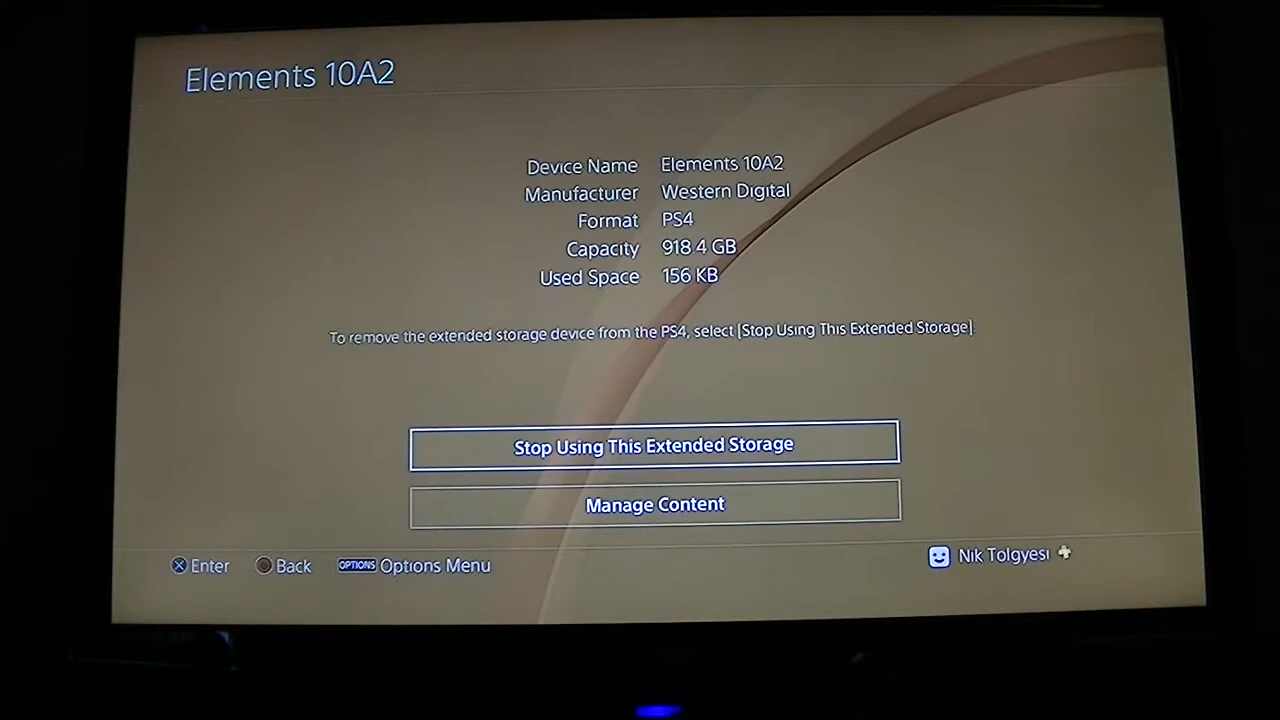 Elements 10A2
Device Name Elements 10A2
Manufacturer Western Digital
Format PS4
Capacity 918.4 GB
Used Space 156 KB
To remove the extended storage device from the PS4, select [Stop Using This Extended Storage].
Stop Using This Extended Storage
Manage Content
Enter Back OPTIONS Options Menu
Nik Tolgyesi